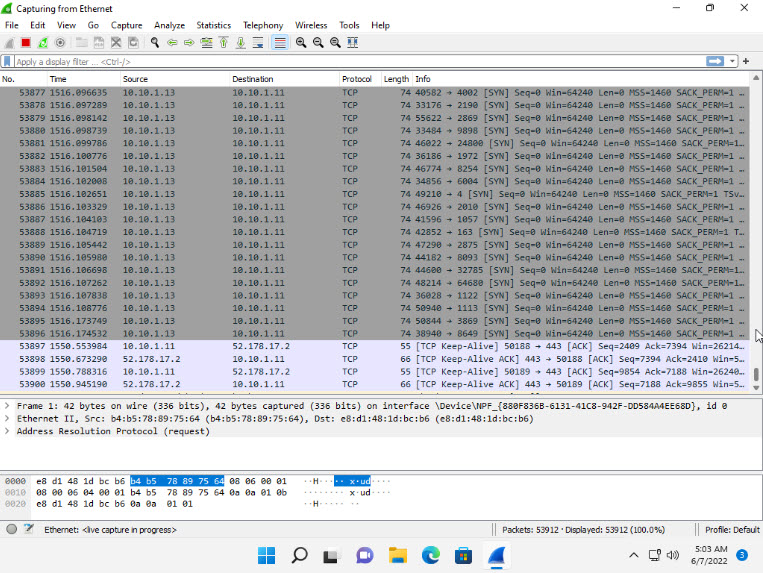 Capturing from Ethernet
File Edit View Go Capture Analyze Statistics Telephony Wireless Tools Help
Apply a display filter ... <Ctrl-/>
No. Time Source Destination Protocol Length Info
53877 1516.096635 10.10.1.13 10.10.1.11 TCP 74 40582 → 4002 [SYN] Seq=0 Win=64240 Len=0 MSS=1460 SACK_PERM=1 …
53878 1516.097289 10.10.1.13 10.10.1.11 TCP 74 33176 → 2190 [SYN] Seq=0 Win=64240 Len=0 MSS=1460 SACK_PERM=1 …
53879 1516.098142 10.10.1.13 10.10.1.11 TCP 74 55622 → 2869 [SYN] Seq=0 Win=64240 Len=0 MSS=1460 SACK_PERM=1 …
53880 1516.098739 10.10.1.13 10.10.1.11 TCP 74 33484 → 9898 [SYN] Seq=0 Win=64240 Len=0 MSS=1460 SACK_PERM=1 …
53881 1516.099786 10.10.1.13 10.10.1.11 TCP 74 46022 → 24800 [SYN] Seq=0 Win=64240 Len=0 MSS=1460 SACK_PERM=1…
53882 1516.100776 10.10.1.13 10.10.1.11 TCP 74 36186 → 1972 [SYN] Seq=0 Win=64240 Len=0 MSS=1460 SACK_PERM=1 …
53883 1516.101504 10.10.1.13 10.10.1.11 TCP 74 46774 → 8254 [SYN] Seq=0 Win=64240 Len=0 MSS=1460 SACK_PERM=1 …
53884 1516.102008 10.10.1.13 10.10.1.11 TCP 74 34856 → 6004 [SYN] Seq=0 Win=64240 Len=0 MSS=1460 SACK_PERM=1 …
53885 1516.102651 10.10.1.13 10.10.1.11 TCP 74 49210 → 4 [SYN] Seq=0 Win=64240 Len=0 MSS=1460 SACK_PERM=1 TSv…
53886 1516.103329 10.10.1.13 10.10.1.11 TCP 74 46926 → 2010 [SYN] Seq=0 Win=64240 Len=0 MSS=1460 SACK_PERM=1 …
53887 1516.104103 10.10.1.13 10.10.1.11 TCP 74 41596 → 1057 [SYN] Seq=0 Win=64240 Len=0 MSS=1460 SACK_PERM=1 …
53888 1516.104719 10.10.1.13 10.10.1.11 TCP 74 42852 → 163 [SYN] Seq=0 Win=64240 Len=0 MSS=1460 SACK_PERM=1 T…
53889 1516.105442 10.10.1.13 10.10.1.11 TCP 74 47290 → 2875 [SYN] Seq=0 Win=64240 Len=0 MSS=1460 SACK_PERM=1 …
53890 1516.105980 10.10.1.13 10.10.1.11 TCP 74 44182 → 8093 [SYN] Seq=0 Win=64240 Len=0 MSS=1460 SACK_PERM=1 …
53891 1516.106698 10.10.1.13 10.10.1.11 TCP 74 44600 → 32785 [SYN] Seq=0 Win=64240 Len=0 MSS=1460 SACK_PERM=1…
53892 1516.107262 10.10.1.13 10.10.1.11 TCP 74 48214 → 64680 [SYN] Seq=0 Win=64240 Len=0 MSS=1460 SACK_PERM=1…
53893 1516.107838 10.10.1.13 10.10.1.11 TCP 74 36028 → 1122 [SYN] Seq=0 Win=64240 Len=0 MSS=1460 SACK_PERM=1 …
53894 1516.108776 10.10.1.13 10.10.1.11 TCP 74 50940 → 1113 [SYN] Seq=0 Win=64240 Len=0 MSS=1460 SACK_PERM=1 …
53895 1516.173749 10.10.1.13 10.10.1.11 TCP 74 50844 → 3869 [SYN] Seq=0 Win=64240 Len=0 MSS=1460 SACK_PERM=1 …
53896 1516.174532 10.10.1.13 10.10.1.11 TCP 74 38940 → 8649 [SYN] Seq=0 Win=64240 Len=0 MSS=1460 SACK_PERM=1 …
53897 1550.553984 10.10.1.11 52.178.17.2 TCP 55 [TCP Keep-Alive] 50188 → 443 [ACK] Seq=2409 Ack=7394 Win=26214…
53898 1550.673290 52.178.17.2 10.10.1.11 TCP 66 [TCP Keep-Alive ACK] 443 → 50188 [ACK] Seq=7394 Ack=2410 Win=5…
53899 1550.788316 10.10.1.11 52.178.17.2 TCP 55 [TCP Keep-Alive] 50189 → 443 [ACK] Seq=9854 Ack=7188 Win=26240…
53900 1550.945190 52.178.17.2 10.10.1.11 TCP 66 [TCP Keep-Alive ACK] 443 → 50189 [ACK] Seq=7188 Ack=9855 Win=5…
Frame 1: 42 bytes on wire (336 bits), 42 bytes captured (336 bits) on interface \Device\NPF_{880F836B-6131-41C8-942F-DD584A4EE68D}, id 0
Ethernet II, Src: b4:b5:78:89:75:64 (b4:b5:78:89:75:64), Dst: e8:d1:48:1d:bc:b6 (e8:d1:48:1d:bc:b6)
Address Resolution Protocol (request)
0000 e8 d1 48 1d bc b6 b4 b5 78 89 75 64 08 06 00 01 ··H····· x·ud····
0010 08 00 06 04 00 01 b4 b5 78 89 75 64 0a 0a 01 0b ········ x·ud····
0020 e8 d1 48 1d bc b6 0a 0a 01 01 ··H····· ··
Ethernet: <live capture in progress> Packets: 53912 · Displayed: 53912 (100.0%) Profile: Default
5:03 AM
6/7/2022
3